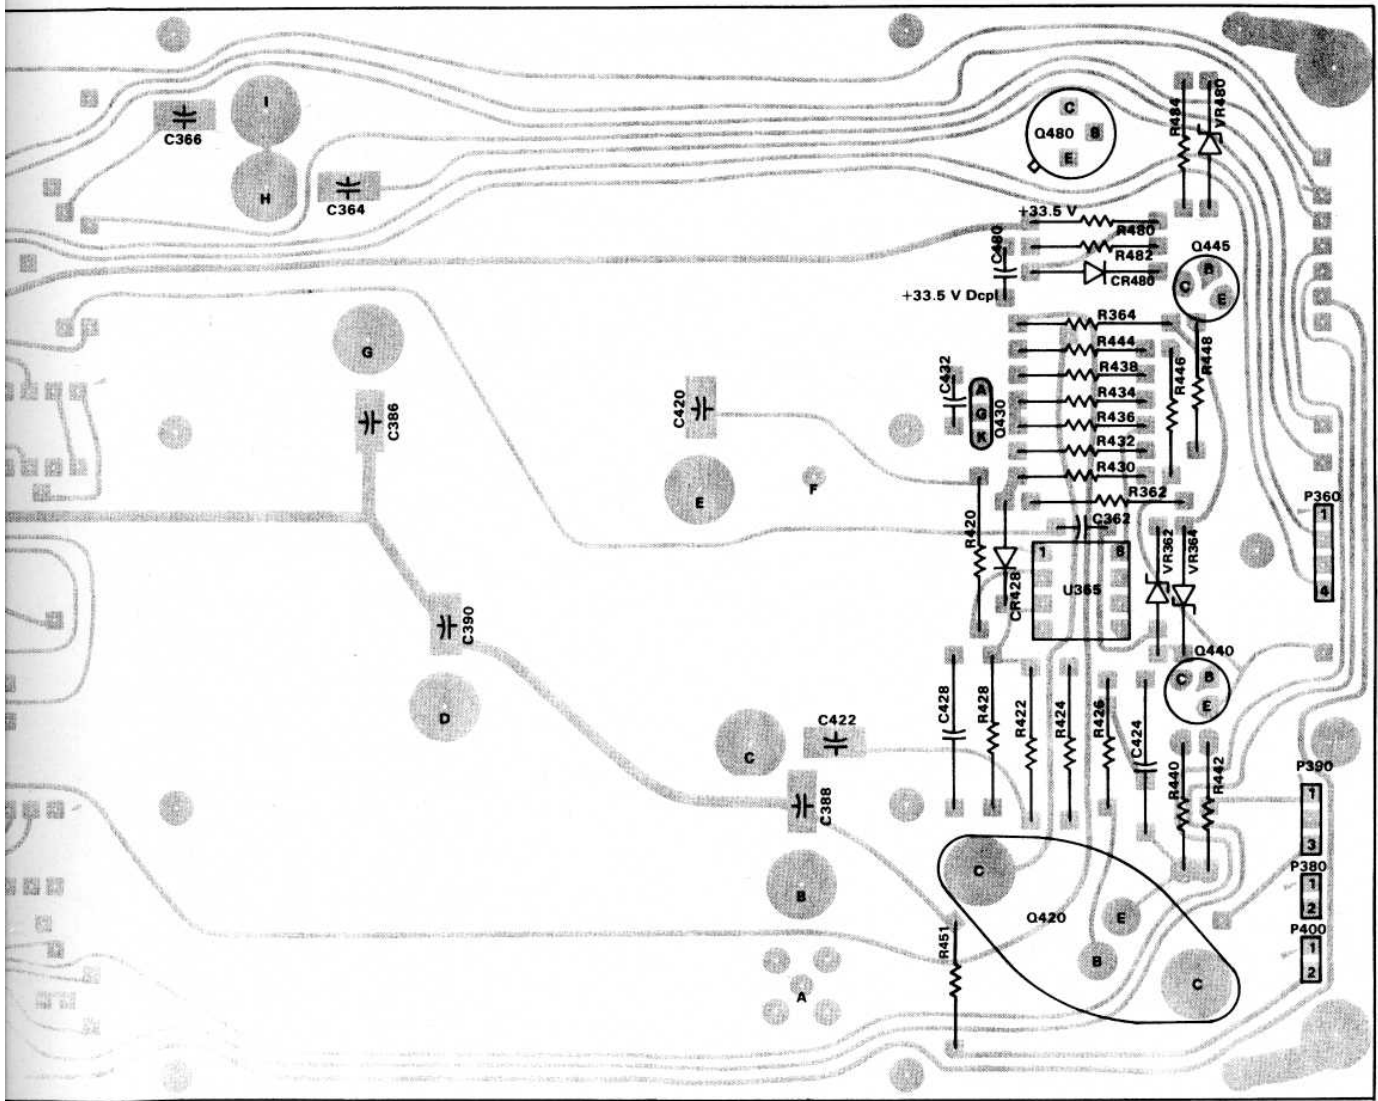 I
C366
H
C364
C
Q480
B
E
R484
VR480
+33.5 V
R480
C480
R482
CR480
+33.5 V Dcpl
Q445
B
C
E
R364
R444
R438
R434
R436
R432
R430
R362
R446
R448
G
C386
C420
C432
A
G
K
Q430
E
F
R420
CR428
C362
1
8
U365
VR362
VR364
P360
1
4
C390
D
Q440
C
B
E
C
C422
C388
C428
R428
R422
R424
R426
C424
R440
R442
P390
1
3
P380
1
2
P400
1
2
B
A
R451
C
Q420
E
B
C